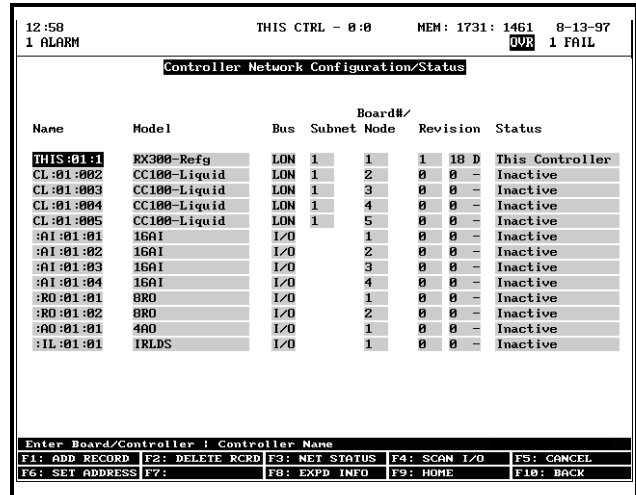 12:58 THIS CTRL - 0:0 MEM: 1731: 1461 8-13-97
1 ALARM OVR 1 FAIL
Controller Network Configuration/Status
Board#/
Name Model Bus Subnet Node Revision Status
THIS:01:1 RX300-Refg LON 1 1 1 18 D This Controller
CL:01:002 CC100-Liquid LON 1 2 0 0 - Inactive
CL:01:003 CC100-Liquid LON 1 3 0 0 - Inactive
CL:01:004 CC100-Liquid LON 1 4 0 0 - Inactive
CL:01:005 CC100-Liquid LON 1 5 0 0 - Inactive
:AI:01:01 16AI I/O 1 0 0 - Inactive
:AI:01:02 16AI I/O 2 0 0 - Inactive
:AI:01:03 16AI I/O 3 0 0 - Inactive
:AI:01:04 16AI I/O 4 0 0 - Inactive
:RO:01:01 8RO I/O 1 0 0 - Inactive
:RO:01:02 8RO I/O 2 0 0 - Inactive
:AO:01:01 4AO I/O 1 0 0 - Inactive
:IL:01:01 IRLDS I/O 1 0 0 - Inactive
Enter Board/Controller : Controller Name
F1: ADD RECORD F2: DELETE RCRD F3: NET STATUS F4: SCAN I/O F5: CANCEL
F6: SET ADDRESS F7: F8: EXPD INFO F9: HOME F10: BACK